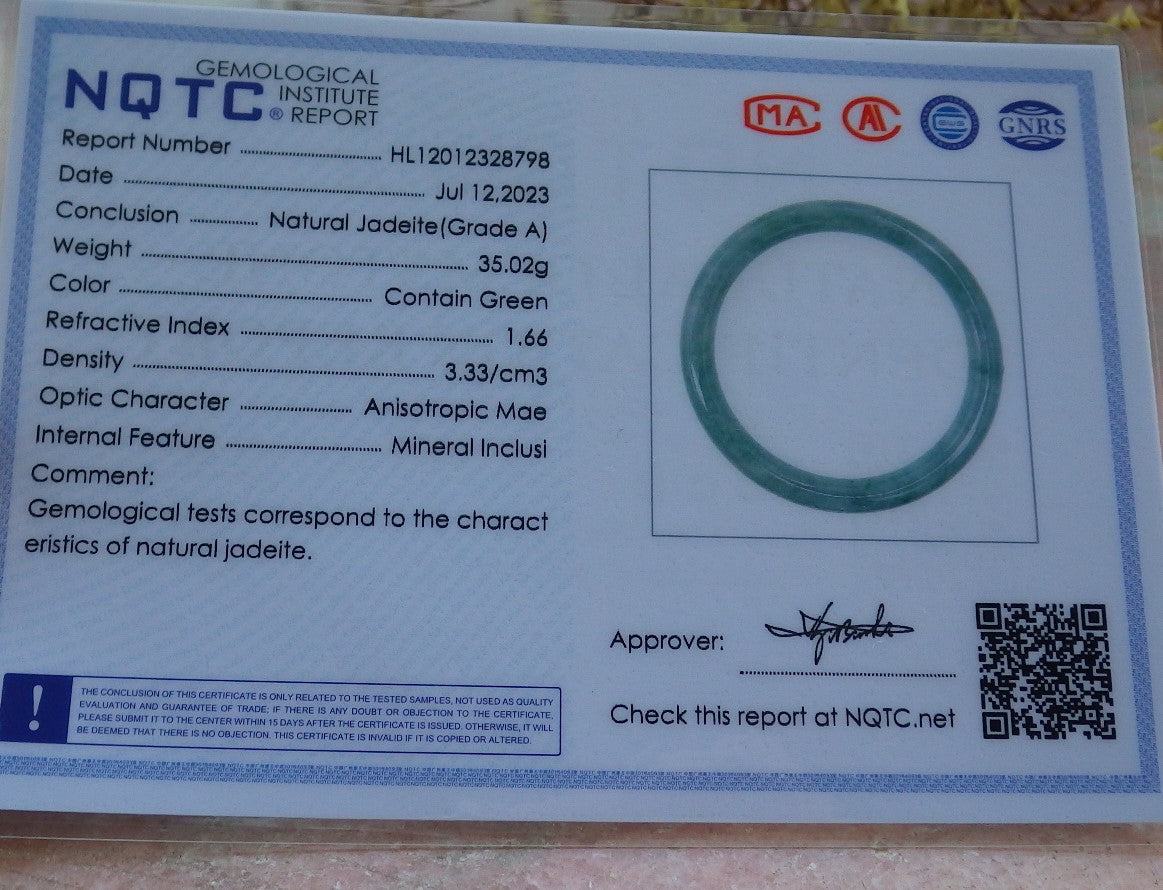 GEMOLOGICAL
NQTC INSTITUTE
® REPORT
Report Number ........................ HL12012328798
Date ........................ Jul 12,2023
Conclusion ............ Natural Jadeite(Grade A)
Weight ........................ 35.02g
Color ........................ Contain Green
Refractive Index ........................ 1.66
Density ........................ 3.33/cm3
Optic Character ............ Anisotropic Mae
Internal Feature ............ Mineral Inclusi
Comment:
Gemological tests correspond to the charact
eristics of natural jadeite.
! THE CONCLUSION OF THIS CERTIFICATE IS ONLY RELATED TO THE TESTED SAMPLES, NOT USED AS QUALITY
EVALUATION AND GUARANTEE OF TRADE; IF THERE IS ANY DOUBT OR OBJECTION TO THE CERTIFICATE,
PLEASE SUBMIT IT TO THE CENTER WITHIN 15 DAYS AFTER THE CERTIFICATE IS ISSUED. OTHERWISE, IT WILL
BE DEEMED THAT THERE IS NO OBJECTION. THIS CERTIFICATE IS INVALID IF IT IS COPIED OR ALTERED.
MA
GNRS
Approver:
Check this report at NQTC.net